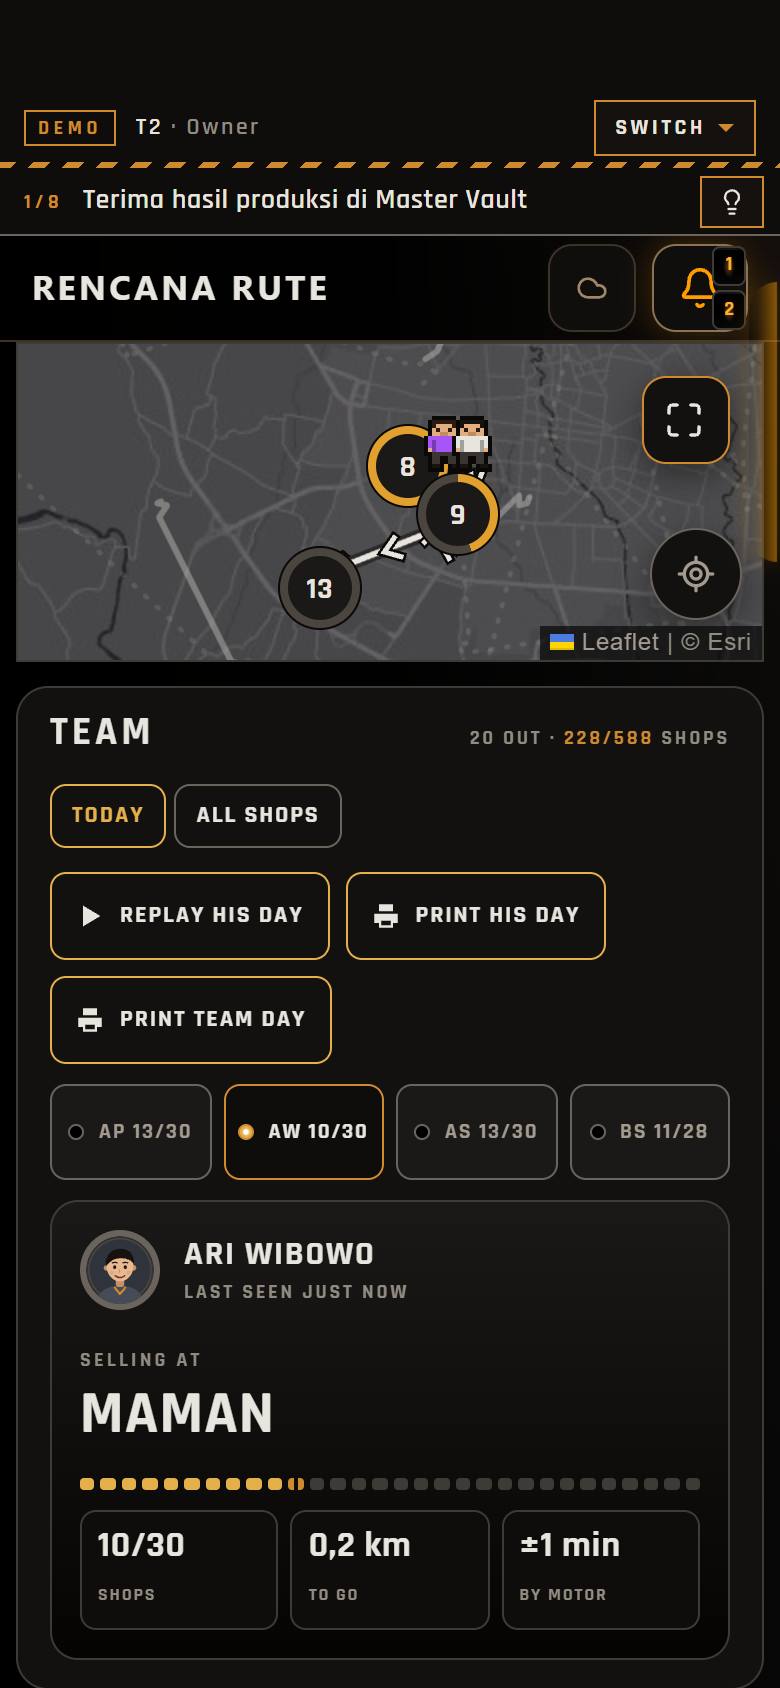 DEMO T2 · Owner SWITCH
1/8 Terima hasil produksi di Master Vault
RENCANA RUTE 1
2
8
9
13
Leaflet | © Esri
TEAM 20 OUT · 228/588 SHOPS
TODAY ALL SHOPS
REPLAY HIS DAY PRINT HIS DAY
PRINT TEAM DAY
AP 13/30 AW 10/30 AS 13/30 BS 11/28
ARI WIBOWO
LAST SEEN JUST NOW
SELLING AT
MAMAN
10/30 0,2 km ±1 min
SHOPS TO GO BY MOTOR